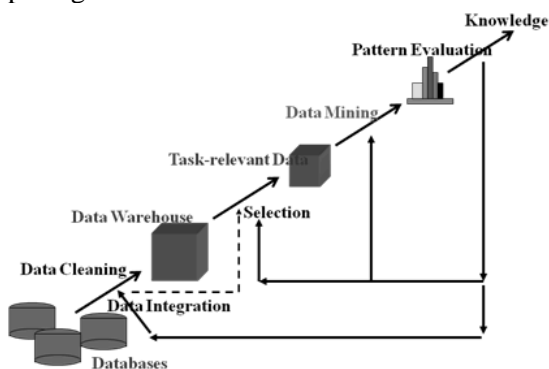 Knowledge
Pattern Evaluation
Data Mining
Task-relevant Data
Selection
Data Warehouse
Data Cleaning
Data Integration
Databases